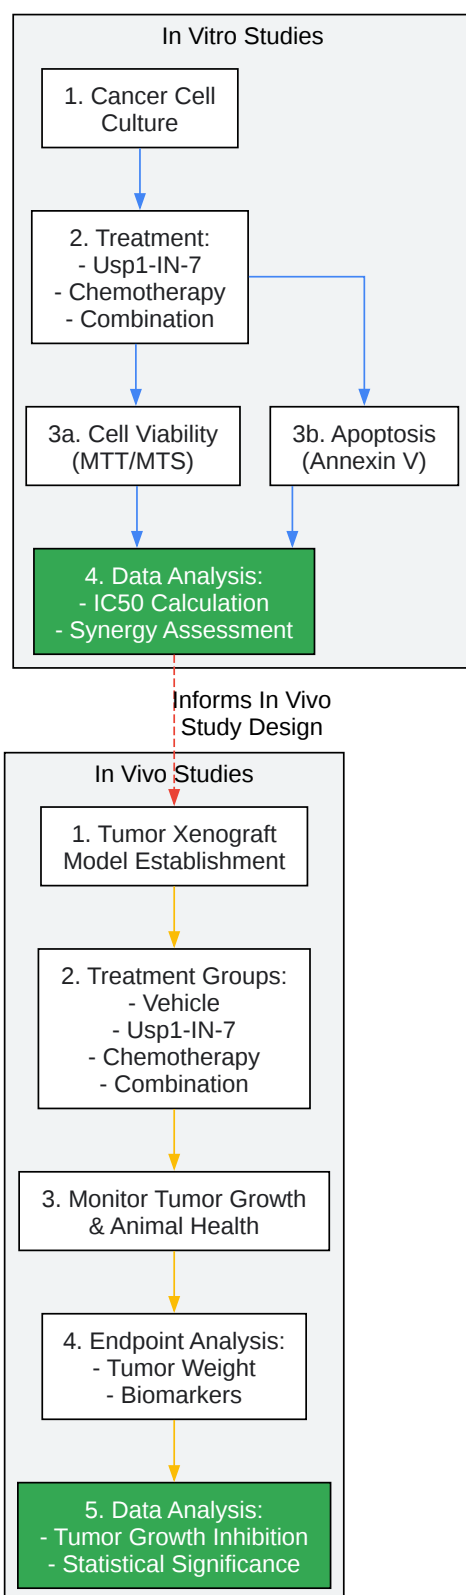 In Vitro Studies
1. Cancer Cell
Culture
2. Treatment:
- Usp1-IN-7
- Chemotherapy
- Combination
3a. Cell Viability
(MTT/MTS)
3b. Apoptosis
(Annexin V)
4. Data Analysis:
- IC50 Calculation
- Synergy Assessment
Informs In Vivo
Study Design
In Vivo Studies
1. Tumor Xenograft
Model Establishment
2. Treatment Groups:
- Vehicle
- Usp1-IN-7
- Chemotherapy
- Combination
3. Monitor Tumor Growth
& Animal Health
4. Endpoint Analysis:
- Tumor Weight
- Biomarkers
5. Data Analysis:
- Tumor Growth Inhibition
- Statistical Significance